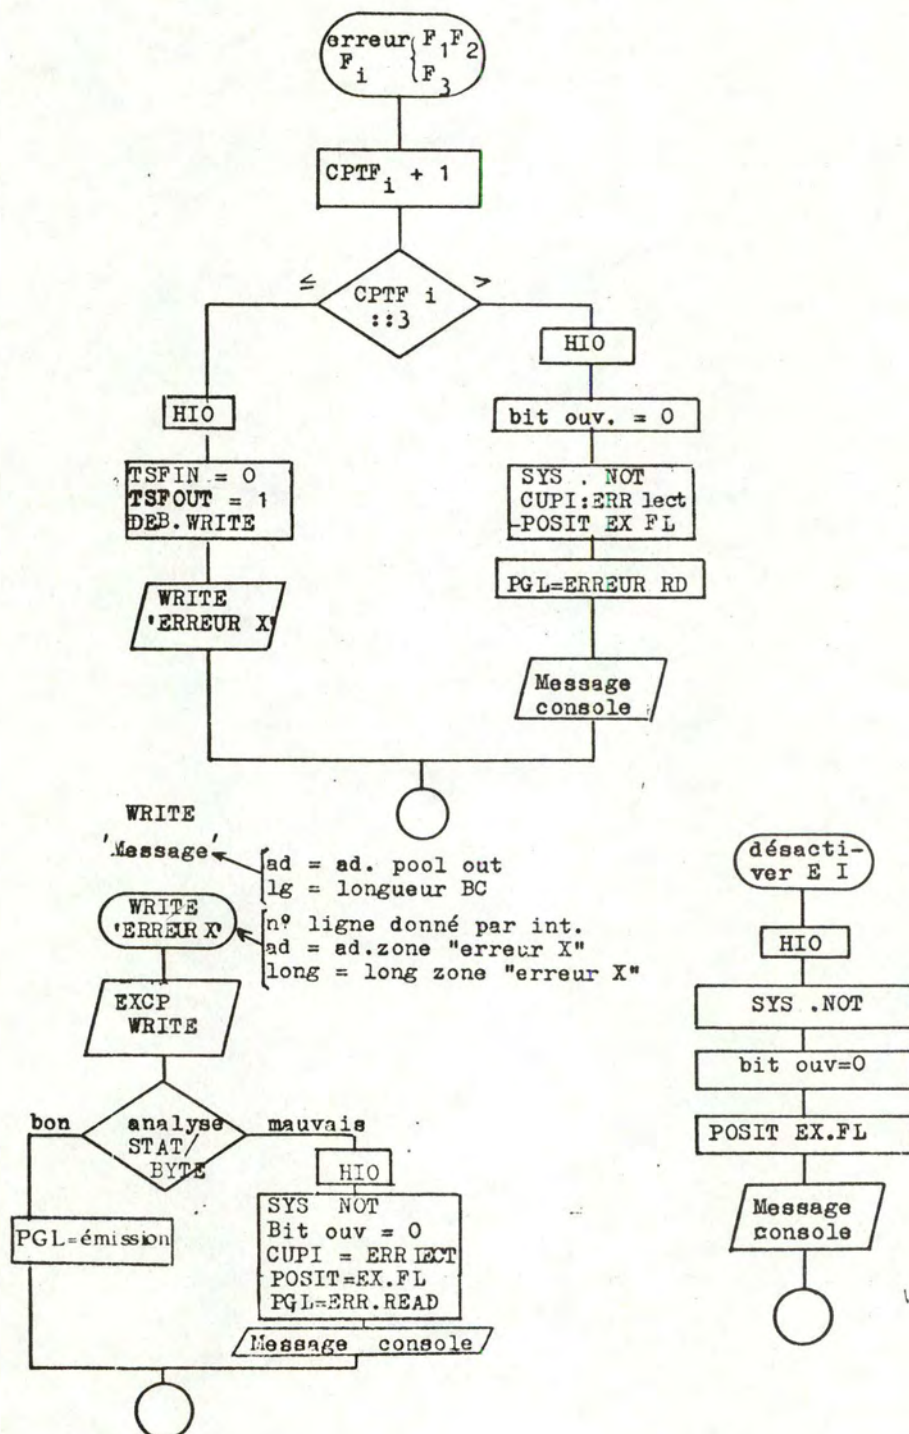 erreur { F1F2
Fi { F3
CPTFi + 1
≤
CPTF i
::3
>
HIO
HIO
bit ouv. = 0
TSFIN = 0
TSFOUT = 1
DEB.WRITE
SYS . NOT
CUPI:ERR lect
-POSIT EX FL
PGL=ERREUR RD
WRITE
'ERREUR X'
Message
console
WRITE
'Message'
ad = ad. pool out
lg = longueur BC
WRITE
'ERREUR X'
nº ligne donné par int.
ad = ad.zone "erreur X"
long = long zone "erreur X"
EXCP
WRITE
bon
analyse
STAT/
BYTE
mauvais
HIO
PGL=émission
SYS NOT
Bit ouv = 0
CUPI = ERR LECT
POSIT=EX.FL
PGL=ERR.READ
Message console
désacti-
ver E I
HIO
SYS .NOT
bit ouv=0
POSIT EX.FL
Message
console